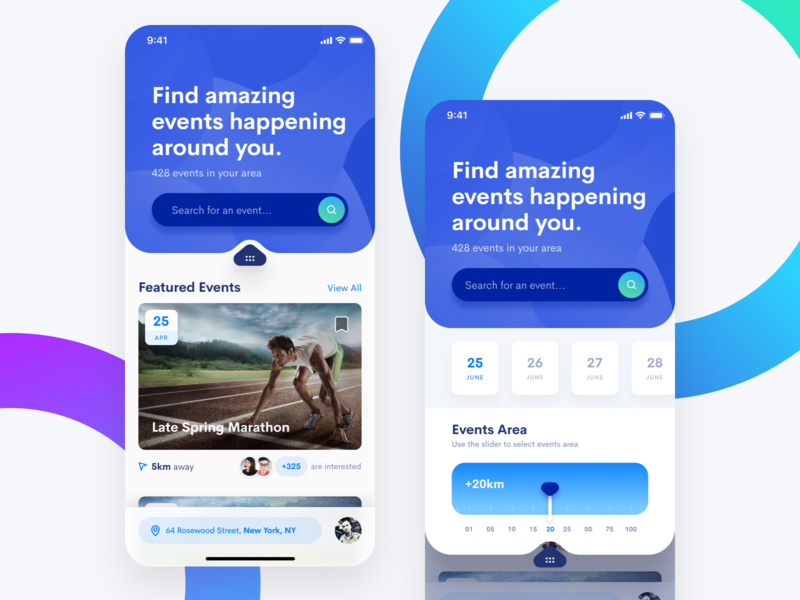 9:41
Find amazing
events happening
around you.
428 events in your area
Search for an event...
Featured Events
View All
25
APR
Late Spring Marathon
5km away
+325
are interested
64 Rosewood Street, New York, NY
9:41
Find amazing
events happening
around you.
428 events in your area
Search for an event...
25 26 27 28
JUNE JUNE JUNE JUNE
Events Area
Use the slider to select events area
+20km
01 05 10 15 20 25 50 75 100